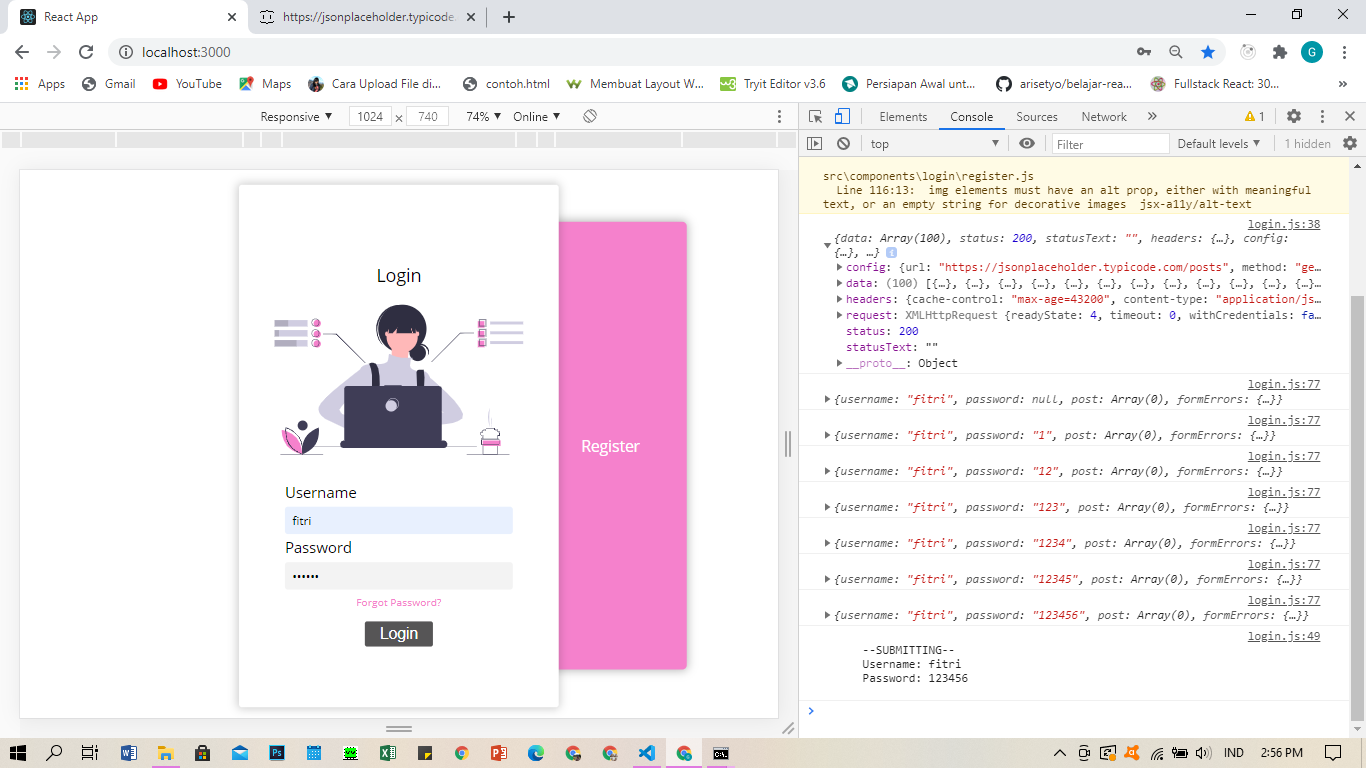 React App
https://jsonplaceholder.typicode.
localhost:3000
G
Apps
Gmail
YouTube
Maps
Cara Upload File di...
contoh.html
Membuat Layout W...
Tryit Editor v3.6
Persiapan Awal unt...
arisetyo/belajar-rea...
Fullstack React: 30...
»
Responsive ▼
1024 × 740
74% ▼
Online ▼
Elements
Console
Sources
Network
»
1
top ▼
Filter
Default levels ▼
1 hidden
Login
Username
fitri
Password
••••••
Forgot Password?
Login
Register
src\components\login\register.js
Line 116:13:  img elements must have an alt prop, either with meaningful
text, or an empty string for decorative images  jsx-a11y/alt-text
login.js:38
{data: Array(100), status: 200, statusText: "", headers: {…}, config:
{…}, …} i
config: {url: "https://jsonplaceholder.typicode.com/posts", method: "ge…
data: (100) [{…}, {…}, {…}, {…}, {…}, {…}, {…}, {…}, {…}, {…}, {…}, {…}…
headers: {cache-control: "max-age=43200", content-type: "application/js…
request: XMLHttpRequest {readyState: 4, timeout: 0, withCredentials: fa…
status: 200
statusText: ""
__proto__: Object
login.js:77
{username: "fitri", password: null, post: Array(0), formErrors: {…}}
login.js:77
{username: "fitri", password: "1", post: Array(0), formErrors: {…}}
login.js:77
{username: "fitri", password: "12", post: Array(0), formErrors: {…}}
login.js:77
{username: "fitri", password: "123", post: Array(0), formErrors: {…}}
login.js:77
{username: "fitri", password: "1234", post: Array(0), formErrors: {…}}
login.js:77
{username: "fitri", password: "12345", post: Array(0), formErrors: {…}}
login.js:77
{username: "fitri", password: "123456", post: Array(0), formErrors: {…}}
login.js:49
--SUBMITTING--
Username: fitri
Password: 123456
IND
2:56 PM